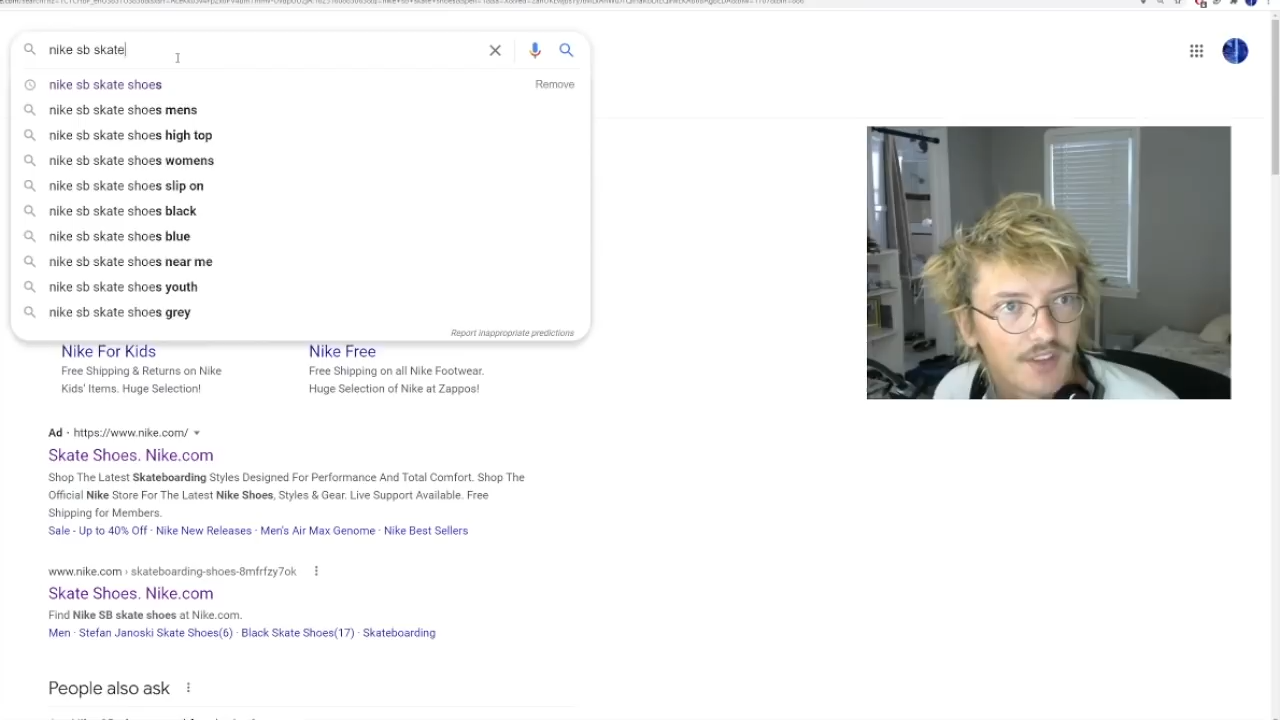 nike sb skate
nike sb skate shoes
Remove
nike sb skate shoes mens
nike sb skate shoes high top
nike sb skate shoes womens
nike sb skate shoes slip on
nike sb skate shoes black
nike sb skate shoes blue
nike sb skate shoes near me
nike sb skate shoes youth
nike sb skate shoes grey
Report inappropriate predictions
Nike For Kids
Free Shipping & Returns on Nike
Kids' Items. Huge Selection!
Nike Free
Free Shipping on all Nike Footwear.
Huge Selection of Nike at Zappos!
Ad · https://www.nike.com/
Skate Shoes. Nike.com
Shop The Latest Skateboarding Styles Designed For Performance And Total Comfort. Shop The
Official Nike Store For The Latest Nike Shoes, Styles & Gear. Live Support Available. Free
Shipping for Members.
Sale - Up to 40% Off · Nike New Releases · Men's Air Max Genome · Nike Best Sellers
www.nike.com › skateboarding-shoes-8mfrfzy7ok
Skate Shoes. Nike.com
Find Nike SB skate shoes at Nike.com.
Men · Stefan Janoski Skate Shoes(6) · Black Skate Shoes(17) · Skateboarding
People also ask